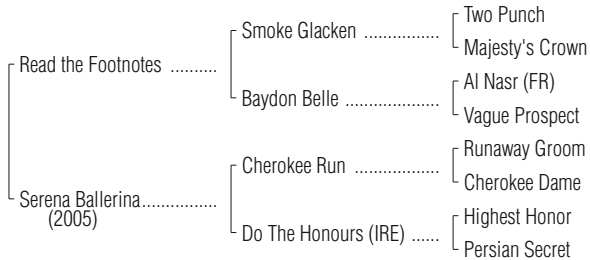 Two Punch
Smoke Glacken ................
Majesty's Crown
Read the Footnotes ..........
Al Nasr (FR)
Baydon Belle ....................
Vague Prospect
Runaway Groom
Cherokee Run ..................
Cherokee Dame
Serena Ballerina................
(2005)
Highest Honor
Do The Honours (IRE) ......
Persian Secret